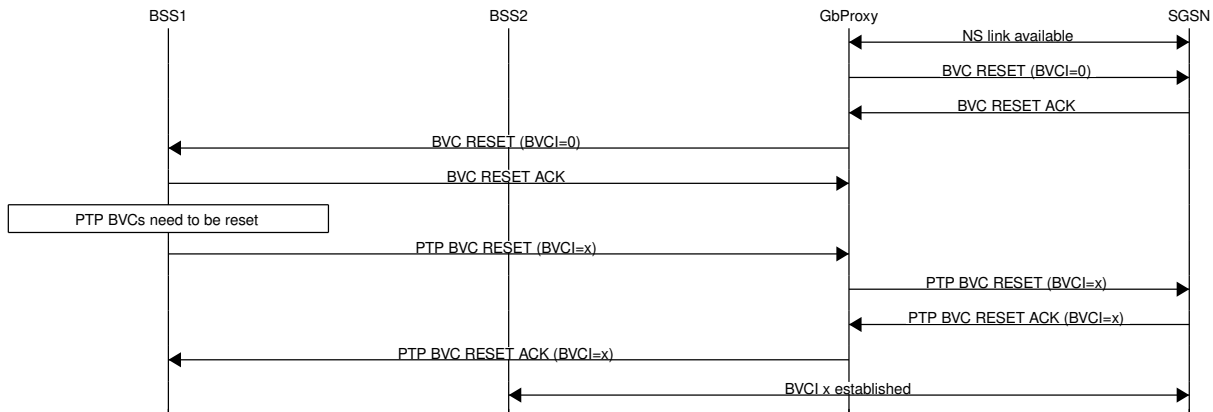 BSS1 BSS2 GbProxy SGSN
NS link available
BVC RESET (BVCI=0)
BVC RESET ACK
BVC RESET (BVCI=0)
BVC RESET ACK
PTP BVCs need to be reset
PTP BVC RESET (BVCI=x)
PTP BVC RESET (BVCI=x)
PTP BVC RESET ACK (BVCI=x)
PTP BVC RESET ACK (BVCI=x)
BVCI x established